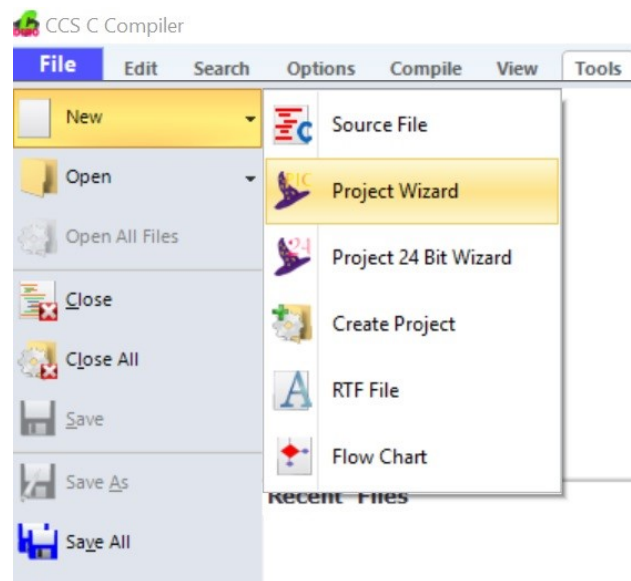 CCS C Compiler
File Edit Search Options Compile View Tools
New
Open
Open All Files
Close
Close All
Save
Save As
Save All
Source File
Project Wizard
Project 24 Bit Wizard
Create Project
RTF File
Flow Chart
Recent Files